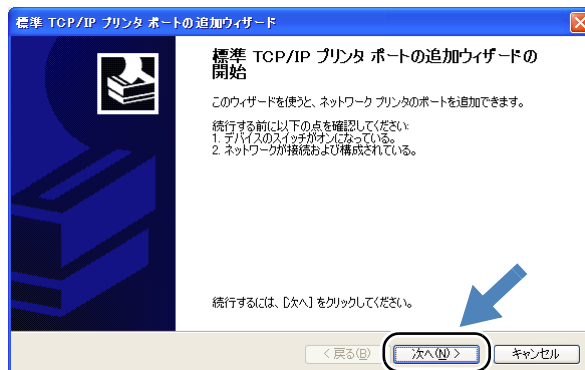 標準 TCP/IP プリンタ ポートの追加ウィザード
標準 TCP/IP プリンタ ポートの追加ウィザードの
開始
このウィザードを使うと、ネットワーク プリンタのポートを追加できます。
続行する前に以下の点を確認してください:
1. デバイスのスイッチがオンになっている。
2. ネットワークが接続および構成されている。
続行するには、[次へ] をクリックしてください。
< 戻る(B)
次へ(N) >
キャンセル